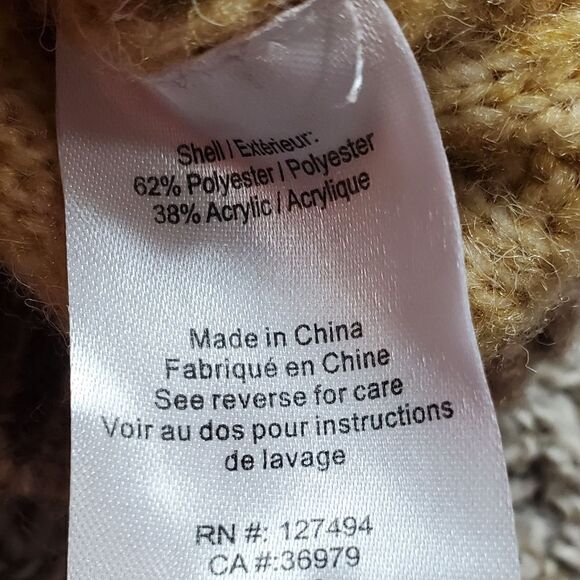 Shell / Extérieur:
62% Polyester / Polyester
38% Acrylic / Acrylique
Made in China
Fabriqué en Chine
See reverse for care
Voir au dos pour instructions
de lavage
RN #: 127494
CA #:36979